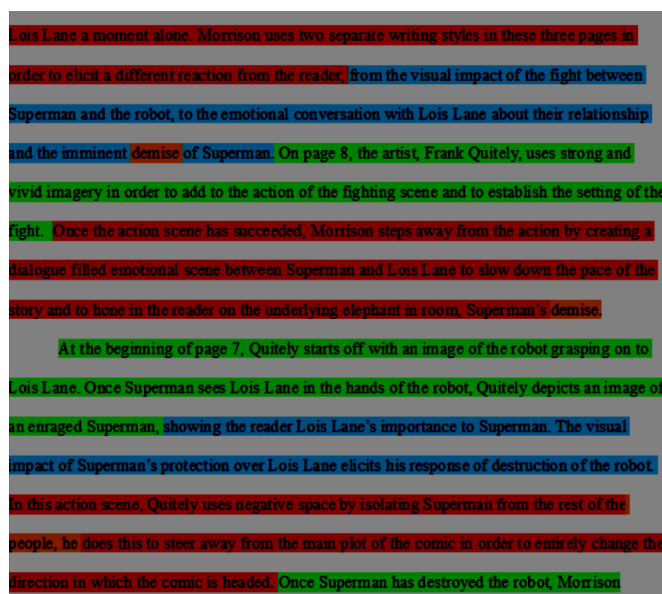 Lois Lane a moment alone. Morrison uses two separate writing styles in these three pages in
order to elicit a different reaction from the reader, from the visual impact of the fight between
Superman and the robot, to the emotional conversation with Lois Lane about their relationship
and the imminent demise of Superman. On page 8, the artist, Frank Quitely, uses strong and
vivid imagery in order to add to the action of the fighting scene and to establish the setting of the
fight. Once the action scene has succeeded, Morrison steps away from the action by creating a
dialogue filled emotional scene between Superman and Lois Lane to slow down the pace of the
story and to hone in the reader on the underlying elephant in room, Superman's demise.
At the beginning of page 7, Quitely starts off with an image of the robot grasping on to
Lois Lane. Once Superman sees Lois Lane in the hands of the robot, Quitely depicts an image of
an enraged Superman, showing the reader Lois Lane's importance to Superman. The visual
impact of Superman's protection over Lois Lane elicits his response of destruction of the robot.
In this action scene, Quitely uses negative space by isolating Superman from the rest of the
people, he does this to steer away from the main plot of the comic in order to entirely change the
direction in which the comic is headed. Once Superman has destroyed the robot, Morrison